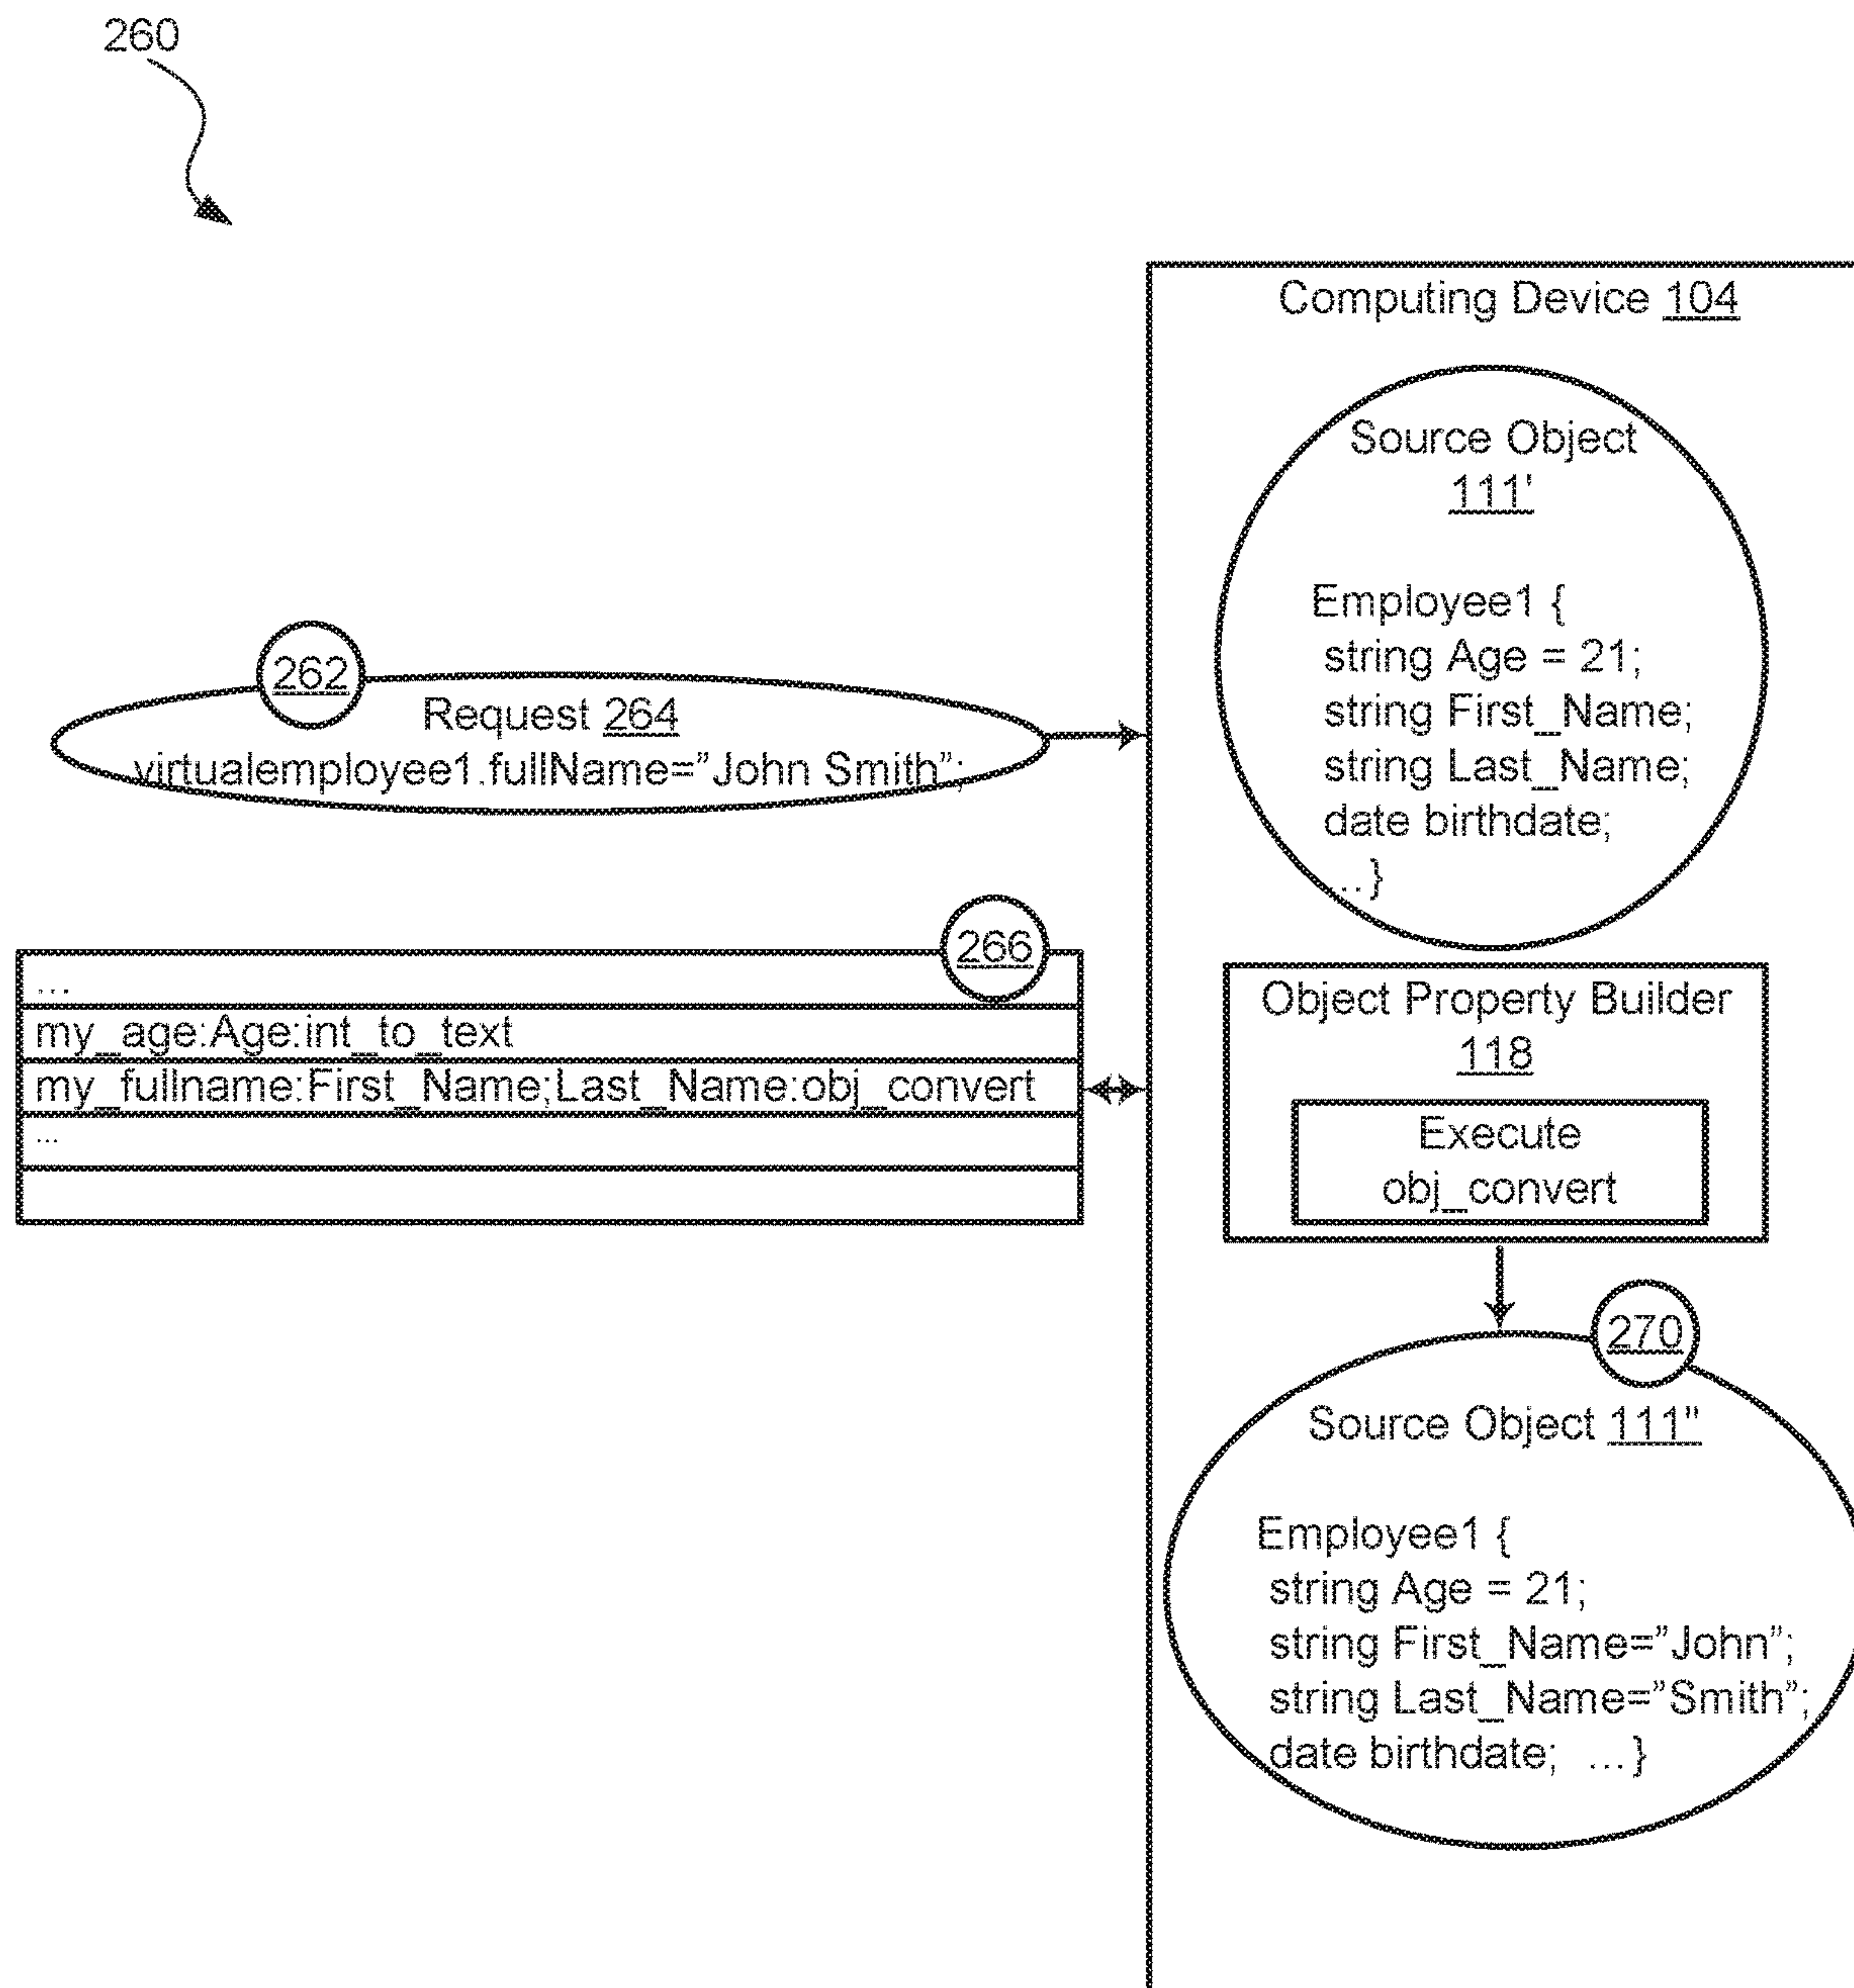 260
Computing Device 104
Source Object
111'
Employee1 {
string Age = 21;
string First_Name;
string Last_Name;
date birthdate;
...}
262
Request 264
virtualemployee1.fullName=”John Smith”;
266
...
my_age:Age:int_to_text
my_fullname:First_Name;Last_Name:obj_convert
...
Object Property Builder
118
Execute
obj_convert
270
Source Object 111"
Employee1 {
string Age = 21;
string First_Name=”John”;
string Last_Name=”Smith”;
date birthdate; ...}